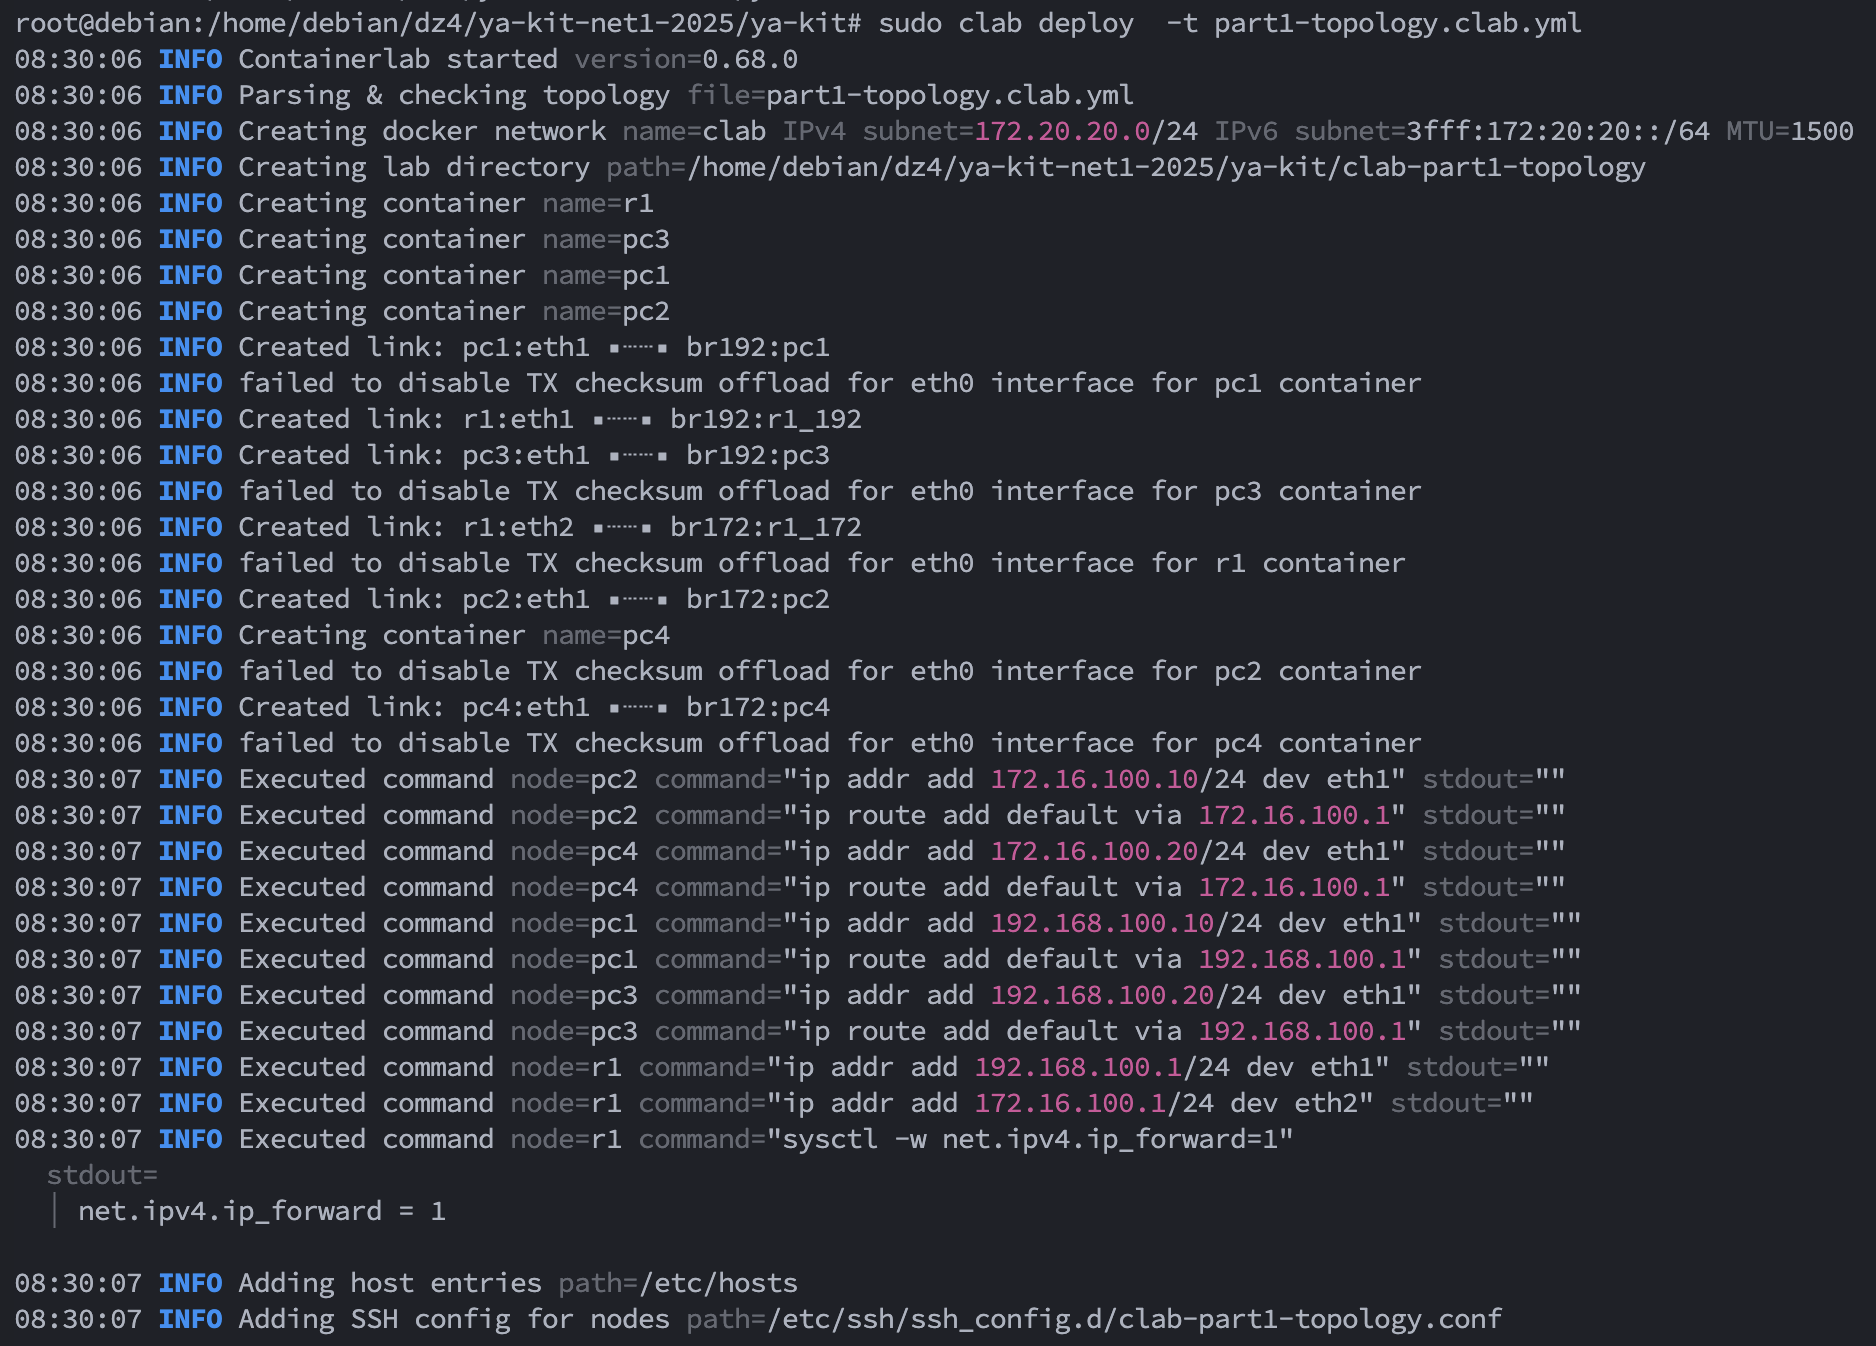 root@debian:/home/debian/dz4/ya-kit-net1-2025/ya-kit# sudo clab deploy  -t part1-topology.clab.yml
08:30:06 INFO Containerlab started version=0.68.0
08:30:06 INFO Parsing & checking topology file=part1-topology.clab.yml
08:30:06 INFO Creating docker network name=clab IPv4 subnet=172.20.20.0/24 IPv6 subnet=3fff:172:20:20::/64 MTU=1500
08:30:06 INFO Creating lab directory path=/home/debian/dz4/ya-kit-net1-2025/ya-kit/clab-part1-topology
08:30:06 INFO Creating container name=r1
08:30:06 INFO Creating container name=pc3
08:30:06 INFO Creating container name=pc1
08:30:06 INFO Creating container name=pc2
08:30:06 INFO Created link: pc1:eth1 ▪┄┄▪ br192:pc1
08:30:06 INFO failed to disable TX checksum offload for eth0 interface for pc1 container
08:30:06 INFO Created link: r1:eth1 ▪┄┄▪ br192:r1_192
08:30:06 INFO Created link: pc3:eth1 ▪┄┄▪ br192:pc3
08:30:06 INFO failed to disable TX checksum offload for eth0 interface for pc3 container
08:30:06 INFO Created link: r1:eth2 ▪┄┄▪ br172:r1_172
08:30:06 INFO failed to disable TX checksum offload for eth0 interface for r1 container
08:30:06 INFO Created link: pc2:eth1 ▪┄┄▪ br172:pc2
08:30:06 INFO Creating container name=pc4
08:30:06 INFO failed to disable TX checksum offload for eth0 interface for pc2 container
08:30:06 INFO Created link: pc4:eth1 ▪┄┄▪ br172:pc4
08:30:06 INFO failed to disable TX checksum offload for eth0 interface for pc4 container
08:30:07 INFO Executed command node=pc2 command="ip addr add 172.16.100.10/24 dev eth1" stdout=""
08:30:07 INFO Executed command node=pc2 command="ip route add default via 172.16.100.1" stdout=""
08:30:07 INFO Executed command node=pc4 command="ip addr add 172.16.100.20/24 dev eth1" stdout=""
08:30:07 INFO Executed command node=pc4 command="ip route add default via 172.16.100.1" stdout=""
08:30:07 INFO Executed command node=pc1 command="ip addr add 192.168.100.10/24 dev eth1" stdout=""
08:30:07 INFO Executed command node=pc1 command="ip route add default via 192.168.100.1" stdout=""
08:30:07 INFO Executed command node=pc3 command="ip addr add 192.168.100.20/24 dev eth1" stdout=""
08:30:07 INFO Executed command node=pc3 command="ip route add default via 192.168.100.1" stdout=""
08:30:07 INFO Executed command node=r1 command="ip addr add 192.168.100.1/24 dev eth1" stdout=""
08:30:07 INFO Executed command node=r1 command="ip addr add 172.16.100.1/24 dev eth2" stdout=""
08:30:07 INFO Executed command node=r1 command="sysctl -w net.ipv4.ip_forward=1"
  stdout=
  │ net.ipv4.ip_forward = 1
08:30:07 INFO Adding host entries path=/etc/hosts
08:30:07 INFO Adding SSH config for nodes path=/etc/ssh/ssh_config.d/clab-part1-topology.conf